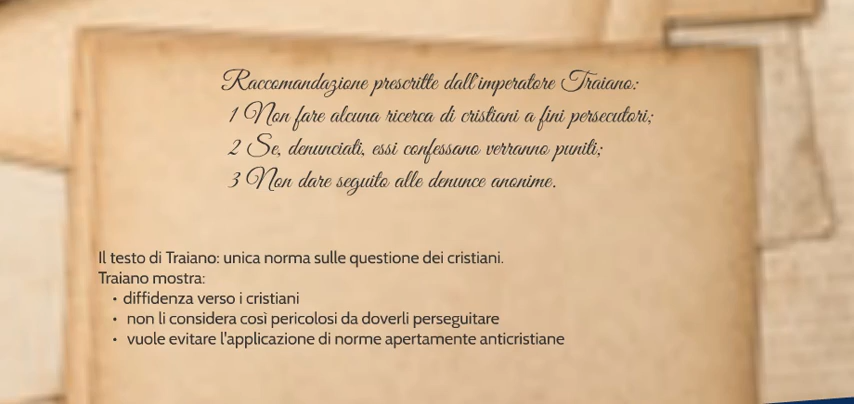 Raccomandazione prescritte dall'imperatore Traiano:
1 Non fare alcuna ricerca di cristiani a fini persecutori;
2 Se, denunciati, essi confessano verranno puniti;
3 Non dare seguito alle denunce anonime.
Il testo di Traiano: unica norma sulle questione dei cristiani.
Traiano mostra:
• diffidenza verso i cristiani
• non li considera così pericolosi da doverli perseguitare
• vuole evitare l'applicazione di norme apertamente anticristiane